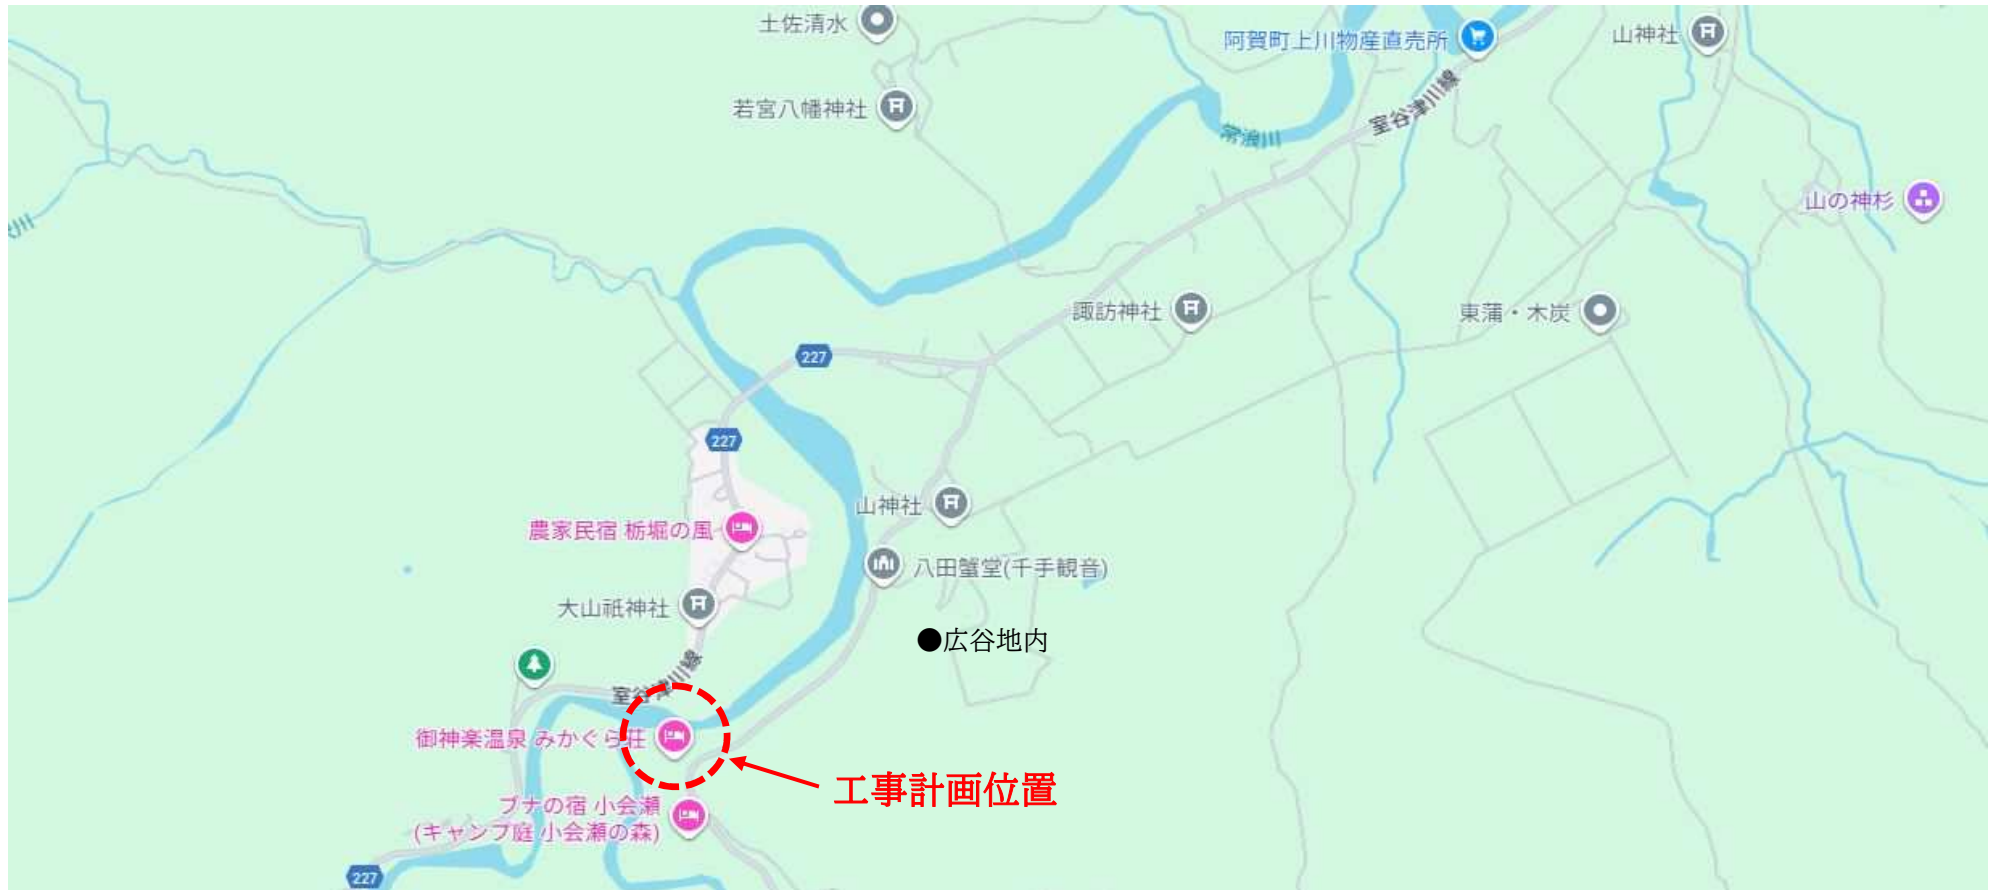 土佐清水
阿賀町上川物産直売所
山神社
若宮八幡神社
室谷津川線
常浪川
山の神杉
諏訪神社
東蒲・木炭
227
227
山神社
農家民宿 栃堀の風
八田蟹堂(千手観音)
大山祇神社
●広谷地内
室谷津川線
御神楽温泉 みかぐら荘
工事計画位置
ブナの宿 小会瀬
(キャンプ庭 小会瀬の森)
227